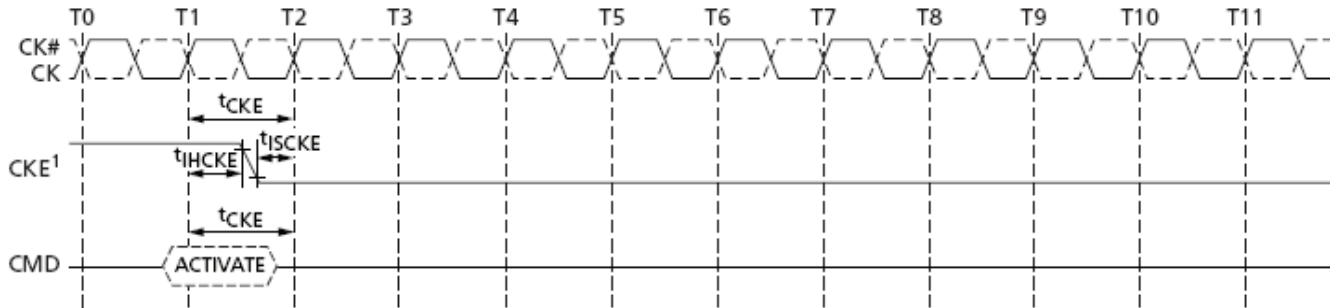 T0 T1 T2 T3 T4 T5 T6 T7 T8 T9 T10 T11
CK#
CK
tCKE
tISCKE
CKE1
tIHCKE
tCKE
CMD
ACTIVATE